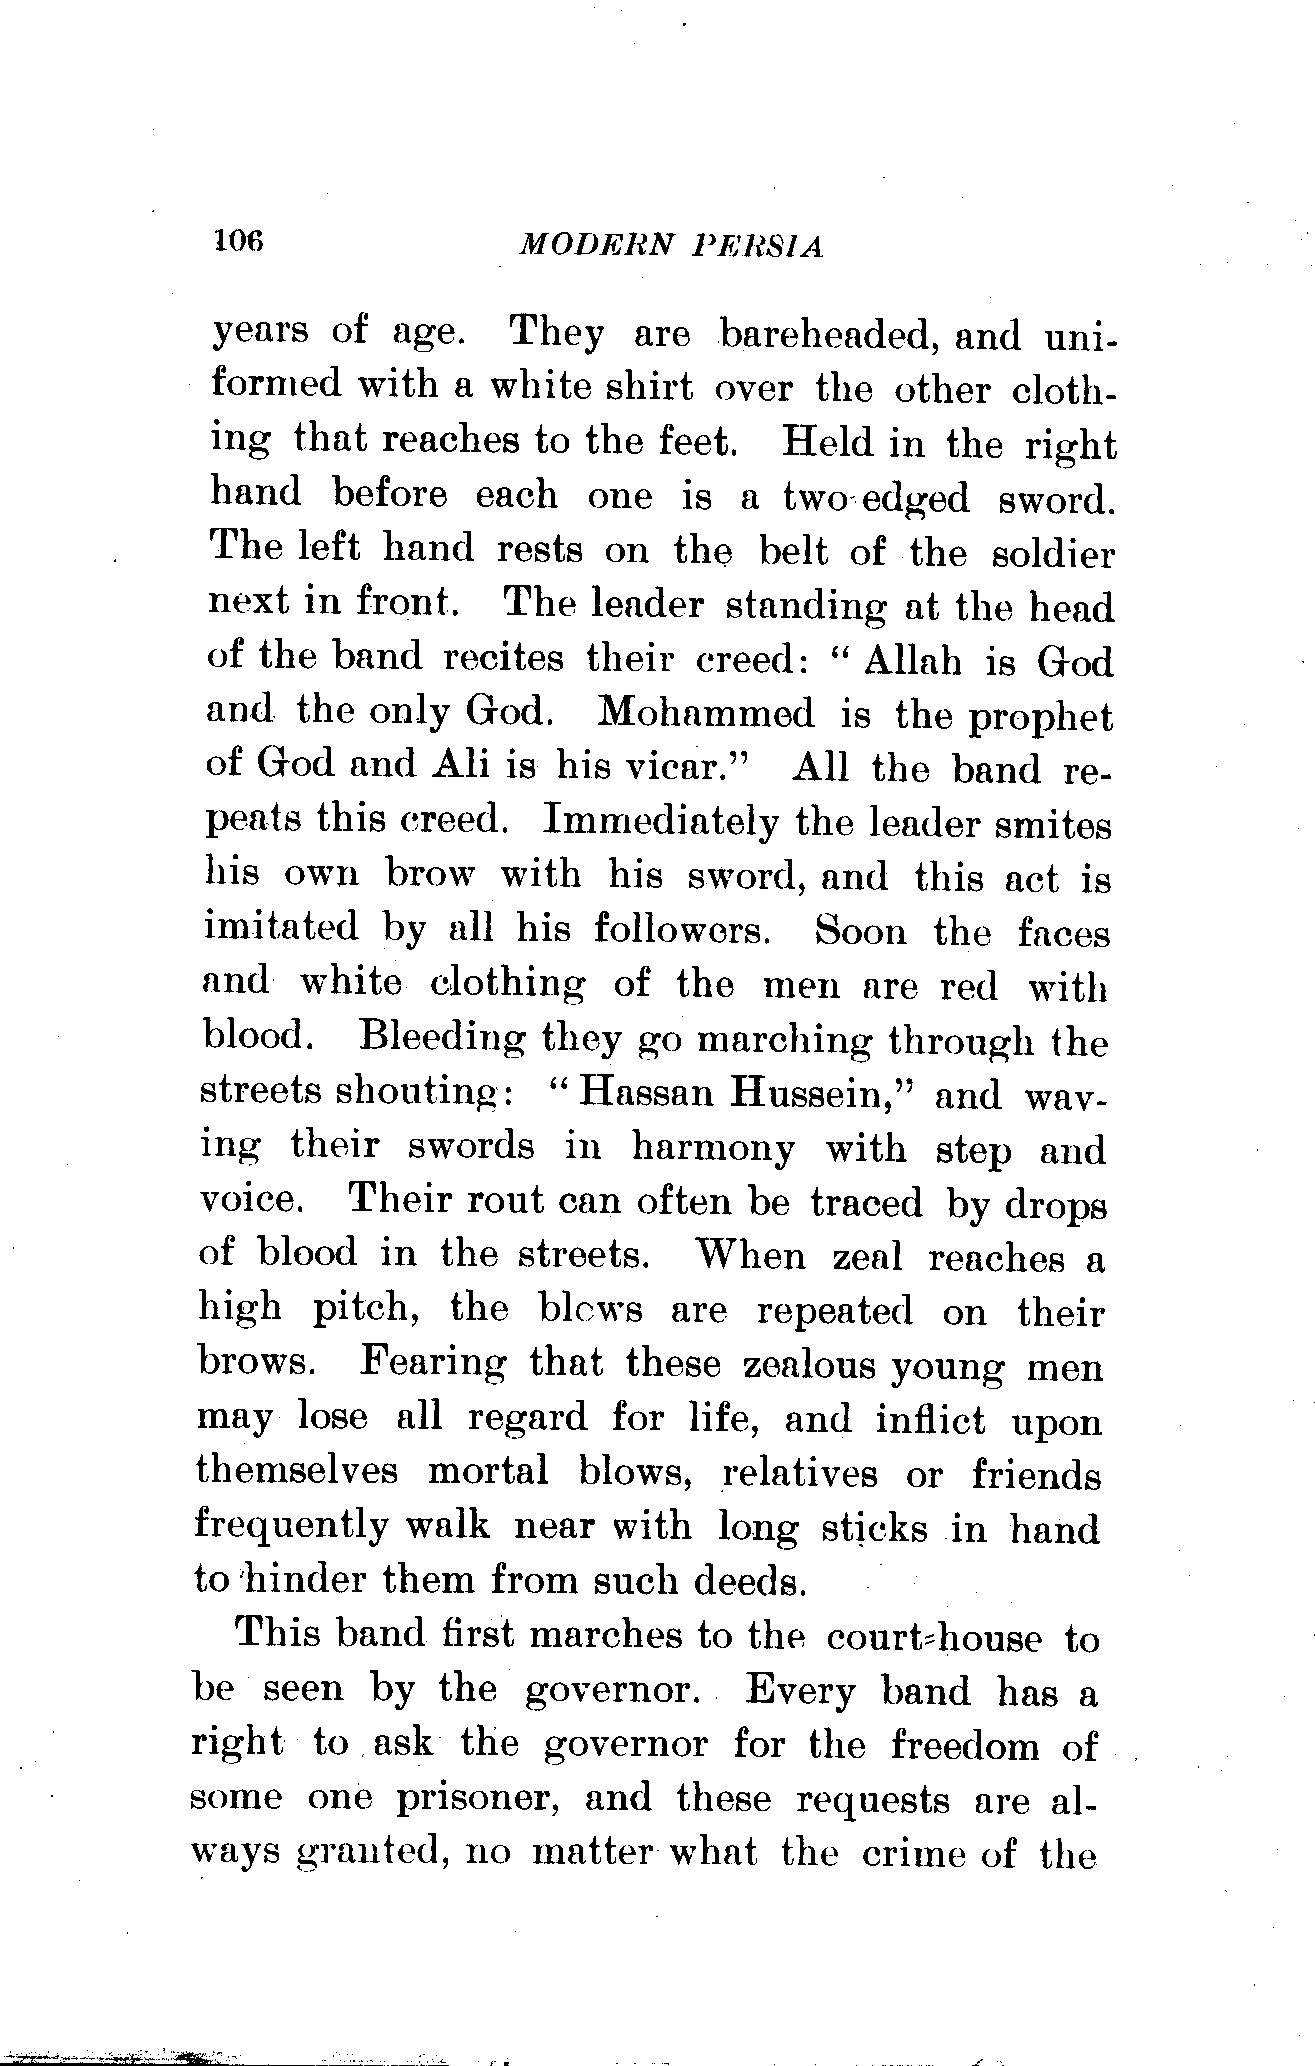 106 MODERN PERSIA
years of age. They are bareheaded, and uni-
formed with a white shirt over the other cloth-
ing that reaches to the feet. Held in the right
hand before each one is a two-edged sword.
The left hand rests on the belt of the soldier
next in front. The leader standing at the head
of the band recites their creed: " Allah is God
and the only God. Mohammed is the prophet
of God and Ali is his vicar." All the band re-
peats this creed. Immediately the leader smites
his own brow with his sword, and this act is
imitated by all his followers. Soon the faces
and white clothing of the men are red with
blood. Bleeding they go marching through the
streets shouting: " Hassan Hussein," and wav-
ing their swords in harmony with step and
voice. Their rout can often be traced by drops
of blood in the streets. When zeal reaches a
high pitch, the blows are repeated on their
brows. Fearing that these zealous young men
may lose all regard for life, and inflict upon
themselves mortal blows, relatives or friends
frequently walk near with long sticks in hand
to hinder them from such deeds.
This band first marches to the court-house to
be seen by the governor. Every band has a
right to ask the governor for the freedom of
some one prisoner, and these requests are al-
ways granted, no matter what the crime of the